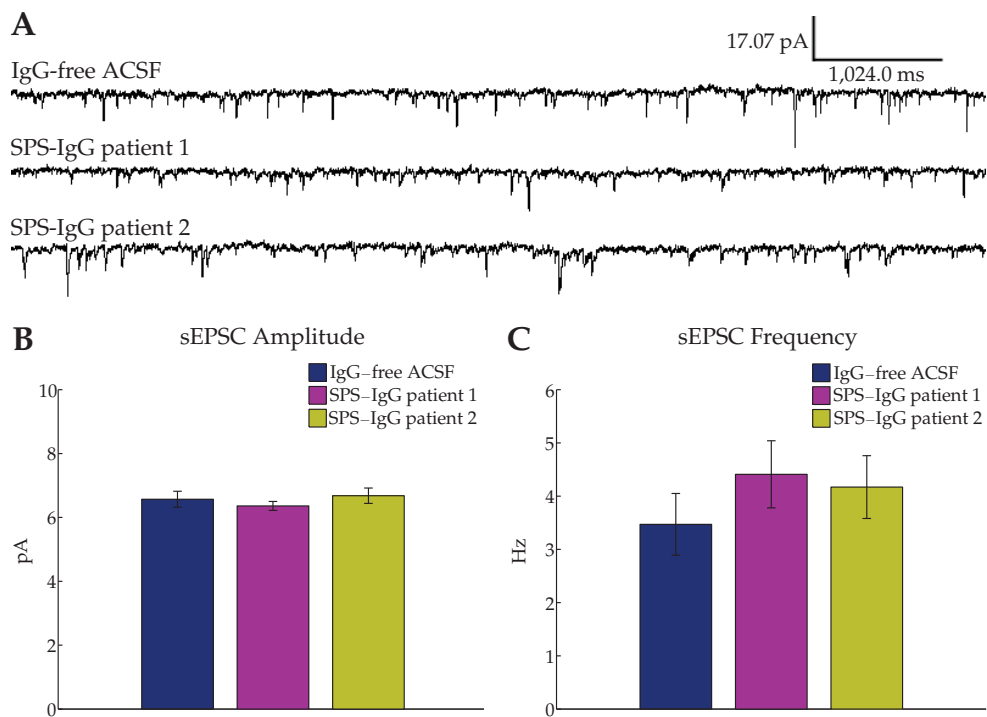 A
17.07 pA
1,024.0 ms
IgG-free ACSF
SPS-IgG patient 1
SPS-IgG patient 2
B
sEPSC Amplitude
IgG–free ACSF
SPS–IgG patient 1
SPS–IgG patient 2
10
8
6
4
2
0
pA
C
sEPSC Frequency
IgG–free ACSF
SPS–IgG patient 1
SPS–IgG patient 2
6
5
4
3
2
1
0
Hz